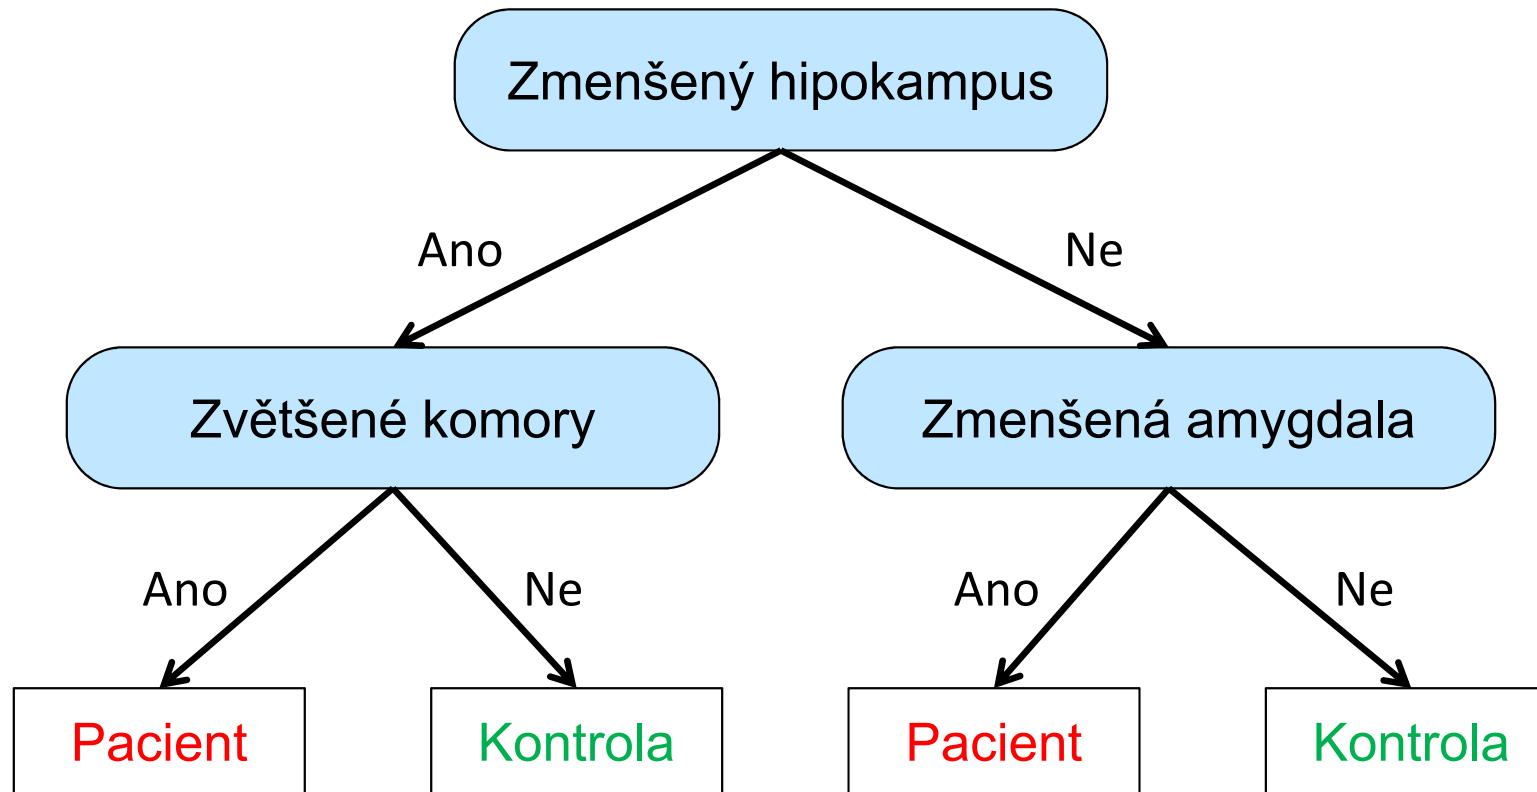 Zmenšený hipokampus
Ano
Ne
Zvětšené komory
Zmenšená amygdala
Ano
Ne
Ano
Ne
Pacient
Kontrola
Pacient
Kontrola